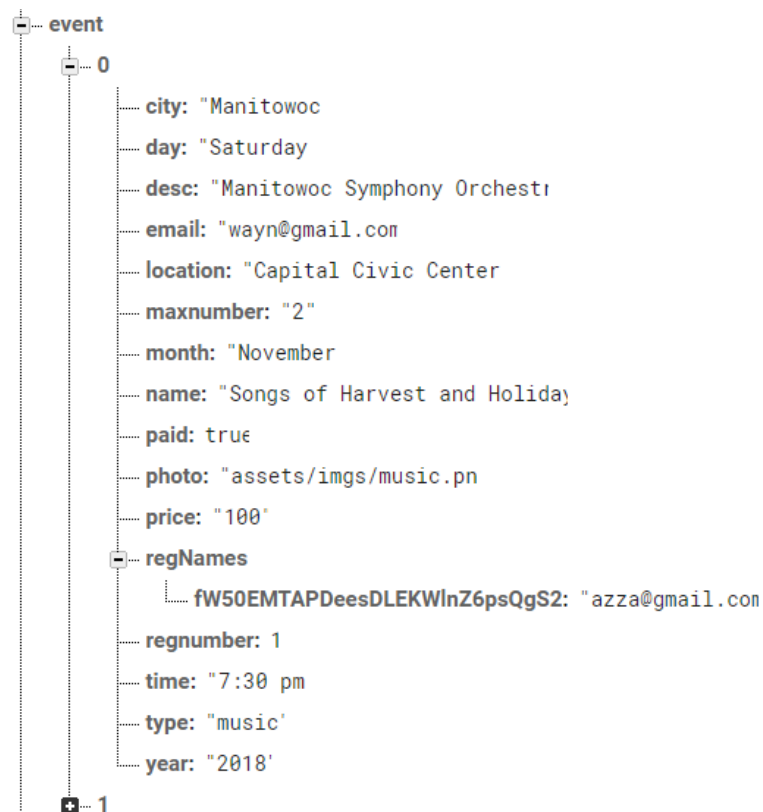 event
0
city: "Manitowoc
day: "Saturday
desc: "Manitowoc Symphony Orchestr
email: "wayn@gmail.com
location: "Capital Civic Center
maxnumber: "2"
month: "November
name: "Songs of Harvest and Holiday
paid: true
photo: "assets/imgs/music.pn
price: "100"
regNames
fW50EMTAPDeesDLEKWlnZ6psQgS2: "azza@gmail.com
regnumber: 1
time: "7:30 pm
type: "music"
year: "2018"
1